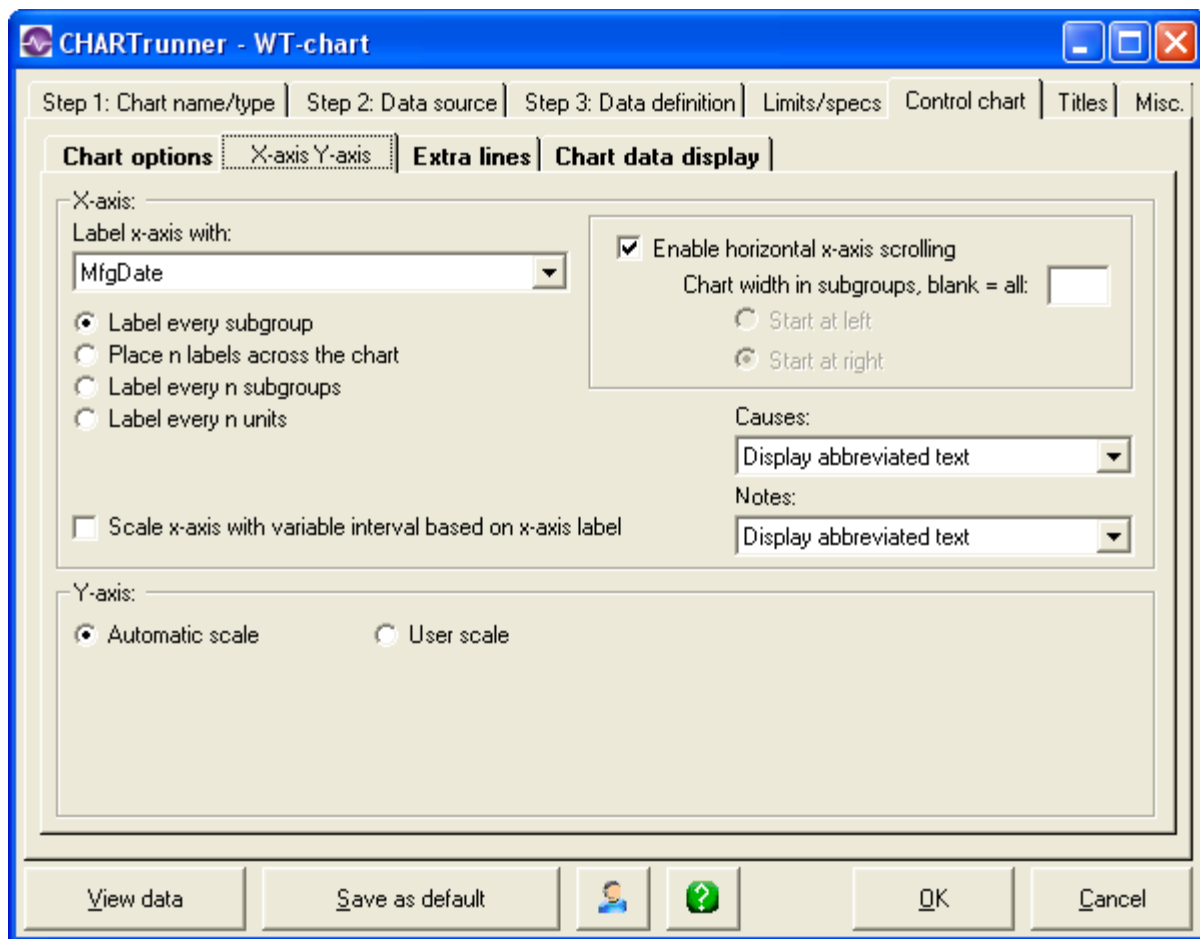 CHARTrunner - WT-chart
Step 1: Chart name/type Step 2: Data source Step 3: Data definition Limits/specs Control chart Titles Misc.
Chart options X-axis Y-axis Extra lines Chart data display
X-axis:
Label x-axis with:
MfgDate
Label every subgroup
Place n labels across the chart
Label every n subgroups
Label every n units
Scale x-axis with variable interval based on x-axis label
Enable horizontal x-axis scrolling
Chart width in subgroups, blank = all:
Start at left
Start at right
Causes:
Display abbreviated text
Notes:
Display abbreviated text
Y-axis:
Automatic scale User scale
View data Save as default ? OK Cancel